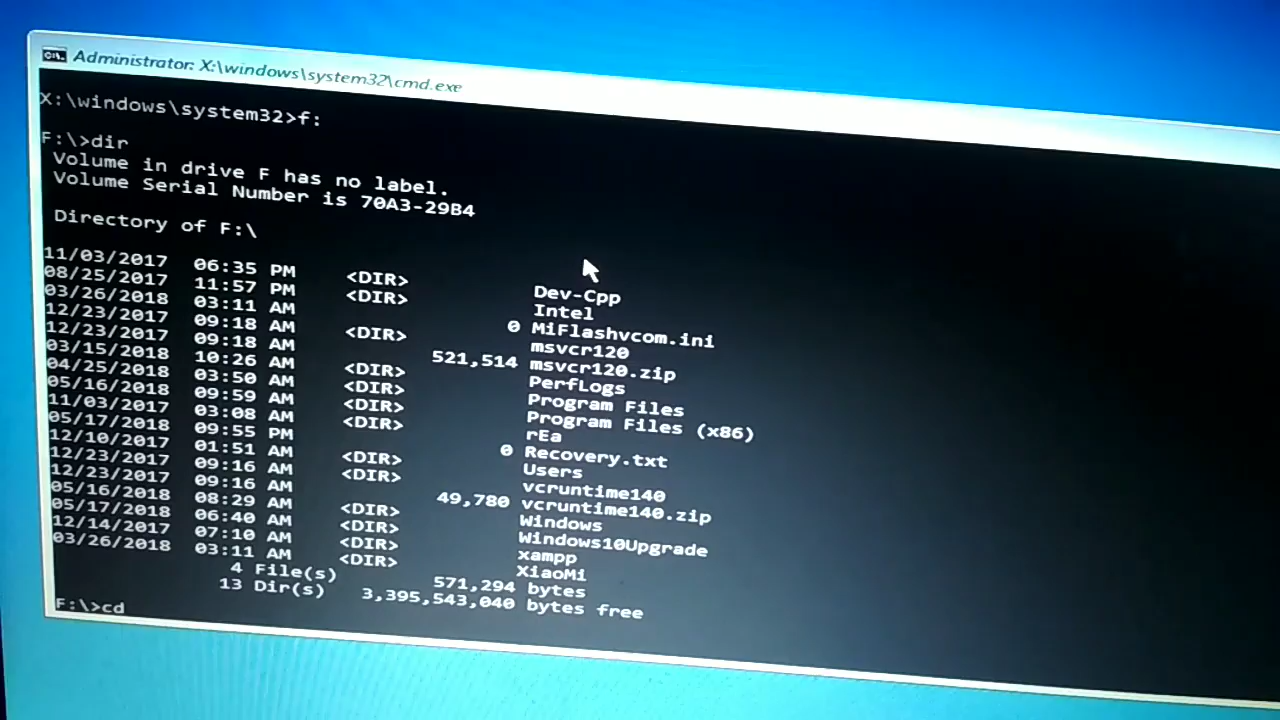 Administrator: X:\windows\system32\cmd.exe
X:\windows\system32>f:
F:\>dir
Volume in drive F has no label.
Volume Serial Number is 70A3-29B4
Directory of F:\
11/03/2017 06:35 PM <DIR> Dev-Cpp
08/25/2017 11:57 PM <DIR> Intel
03/26/2018 03:11 AM 0 MiFlashvcom.ini
12/23/2017 09:18 AM <DIR> msvcr120
12/23/2017 09:18 AM 521,514 msvcr120.zip
03/15/2018 10:26 AM <DIR> PerfLogs
04/25/2018 03:50 AM <DIR> Program Files
05/16/2018 09:59 AM <DIR> Program Files (x86)
11/03/2017 03:08 AM <DIR> rEa
05/17/2018 09:55 PM 0 Recovery.txt
12/10/2017 01:51 AM <DIR> Users
12/23/2017 09:16 AM <DIR> vcruntime140
12/23/2017 09:16 AM 49,780 vcruntime140.zip
05/16/2018 08:29 AM <DIR> Windows
05/17/2018 06:40 AM <DIR> Windows10Upgrade
12/14/2017 07:10 AM <DIR> xampp
03/26/2018 03:11 AM <DIR> XiaoMi
4 File(s) 571,294 bytes
13 Dir(s) 3,395,543,040 bytes free
F:\>cd